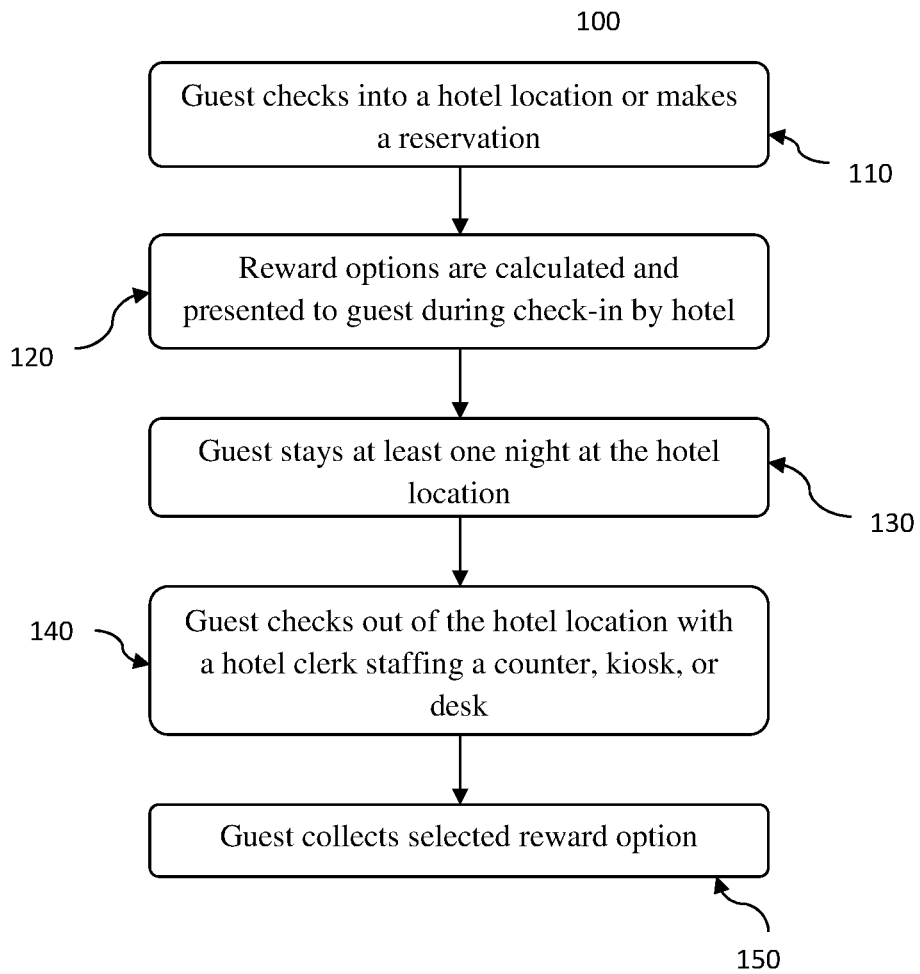 100
Guest checks into a hotel location or makes
a reservation
110
Reward options are calculated and
presented to guest during check-in by hotel
120
Guest stays at least one night at the hotel
location
130
140
Guest checks out of the hotel location with
a hotel clerk staffing a counter, kiosk, or
desk
Guest collects selected reward option
150